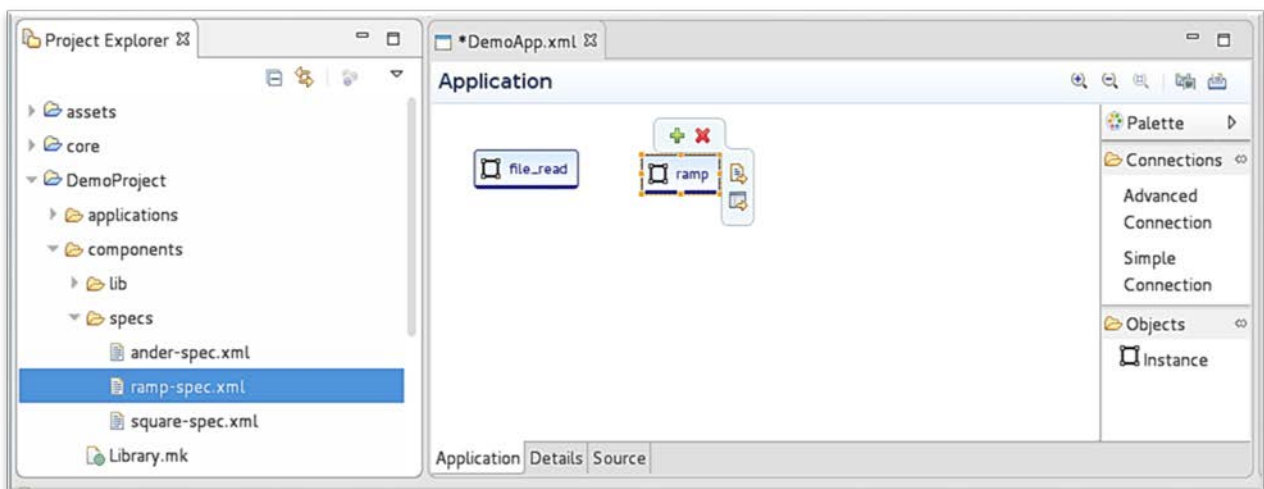 Project Explorer
assets
core
DemoProject
applications
components
lib
specs
ander-spec.xml
ramp-spec.xml
square-spec.xml
Library.mk
*DemoApp.xml
Application
file_read
ramp
Palette
Connections
Advanced
Connection
Simple
Connection
Objects
Instance
Application Details Source